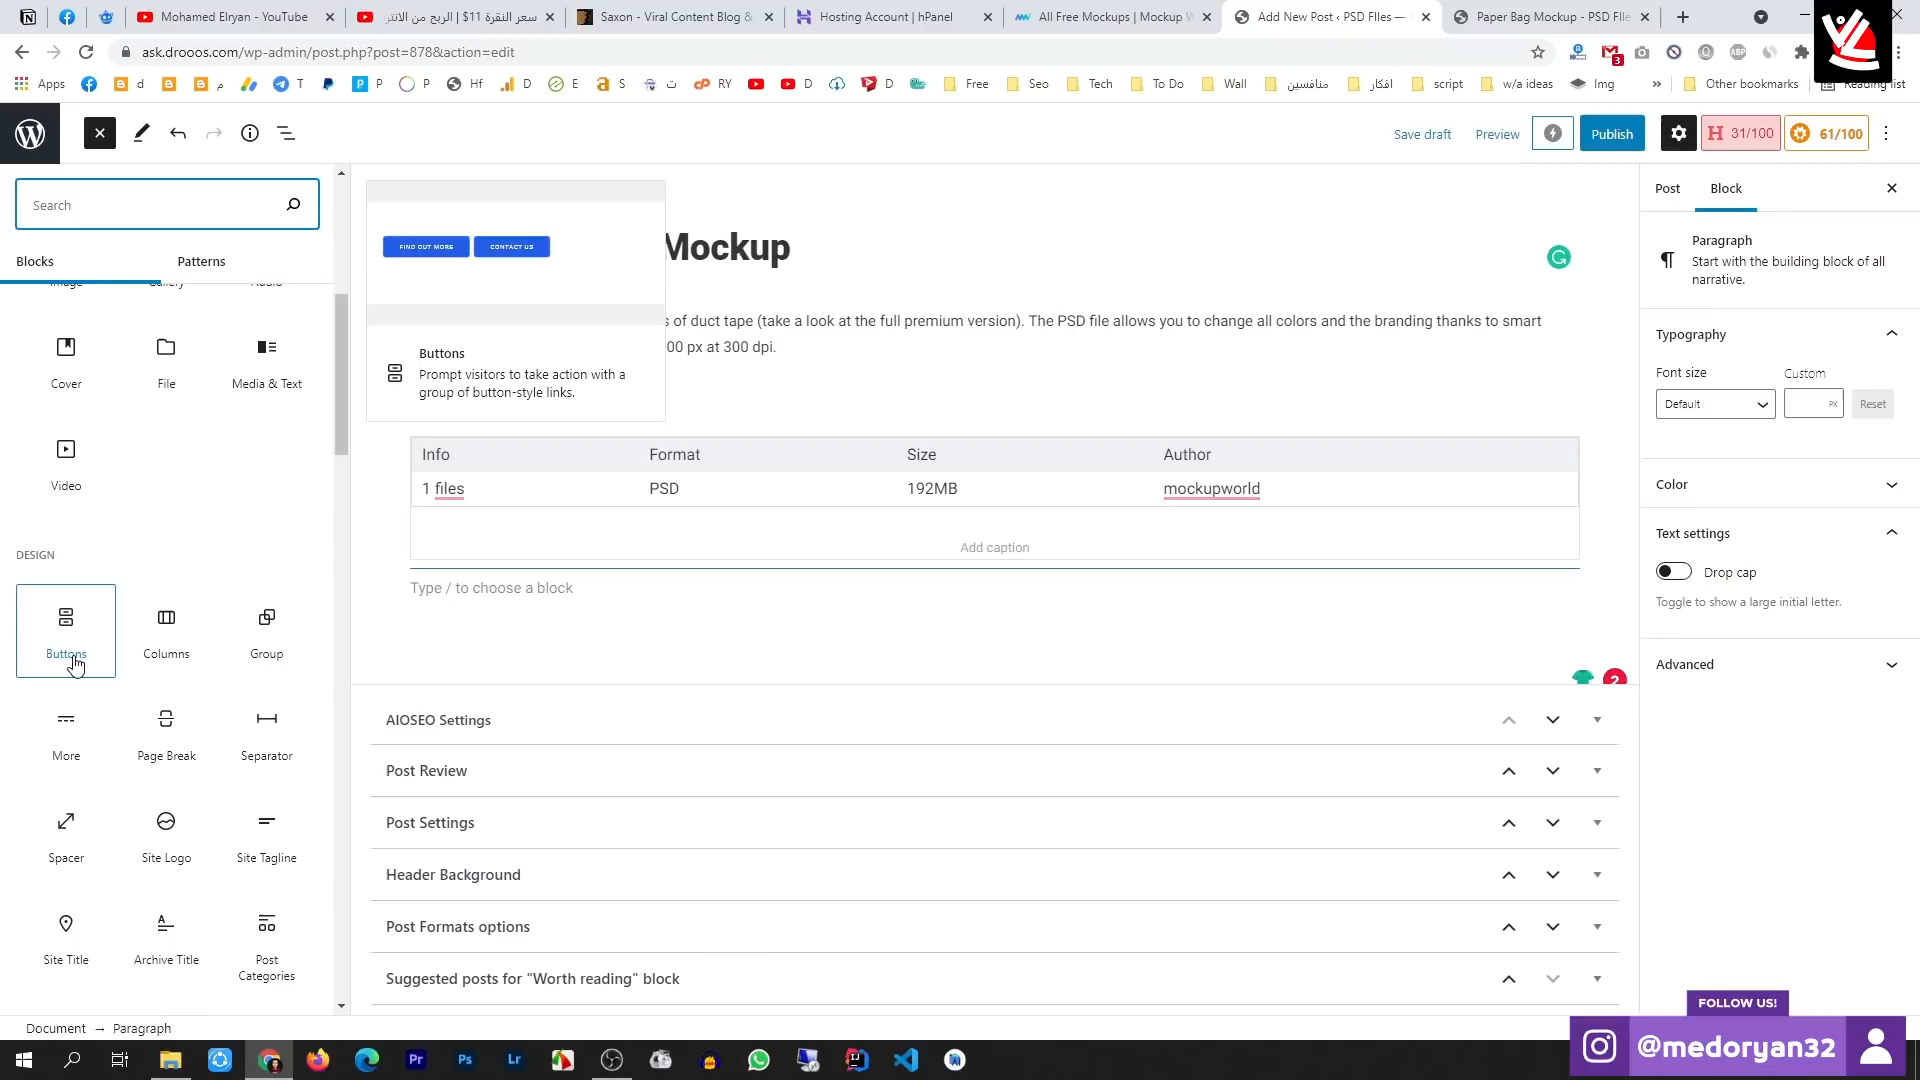 Mohamed Elryan - YouTube
سعر النقرة 11$ | الربح من الانتر
Saxon - Viral Content Blog &
Hosting Account | hPanel
All Free Mockups | Mockup W
Add New Post ‹ PSD FIles —
Paper Bag Mockup - PSD FIle
ask.drooos.com/wp-admin/post.php?post=878&action=edit
3
ABP
Apps
d
م
T
P
P
Hf
D
E
S
ت
RY
D
D
Free
Seo
Tech
To Do
Wall
منافسين
افكار
script
w/a ideas
Img
»
Other bookmarks
Reading list
Save draft
Preview
Publish
H 31/100
61/100
Search
Blocks
Patterns
Image
Gallery
Audio
Cover
File
Media & Text
Video
DESIGN
Buttons
Columns
Group
More
Page Break
Separator
Spacer
Site Logo
Site Tagline
Site Title
Archive Title
Post
Categories
FIND OUT MORE
CONTACT US
Buttons
Prompt visitors to take action with a
group of button-style links.
Mockup
s of duct tape (take a look at the full premium version). The PSD file allows you to change all colors and the branding thanks to smart
00 px at 300 dpi.
Info
Format
Size
Author
1 files
PSD
192MB
mockupworld
Add caption
Type / to choose a block
2
AIOSEO Settings
Post Review
Post Settings
Header Background
Post Formats options
Suggested posts for "Worth reading" block
Post
Block
Paragraph
Start with the building block of all
narrative.
Typography
Font size
Custom
Default
PX
Reset
Color
Text settings
Drop cap
Toggle to show a large initial letter.
Advanced
Document → Paragraph
FOLLOW US!
@medoryan32
Pr
Ps
Lr